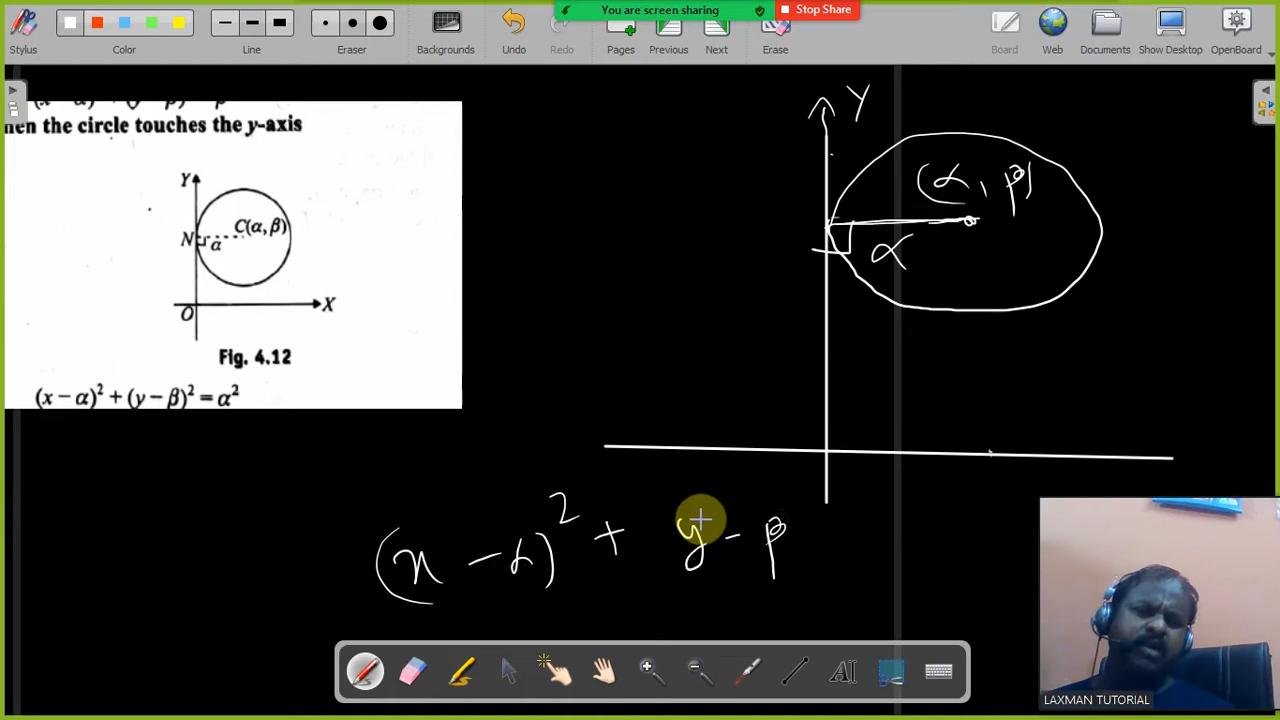 You are screen sharing
Stop Share
Stylus
Color
Line
Eraser
Backgrounds
Undo
Redo
Pages
Previous
Next
Erase
Board
Web
Documents
Show Desktop
OpenBoard
hen the circle touches the y-axis
Y
C(α, β)
N
α
O
X
Fig. 4.12
(x – α)² + (y – β)² = α²
Y
(α, β)
α
(x – α)² + y – β
LAXMAN TUTORIAL